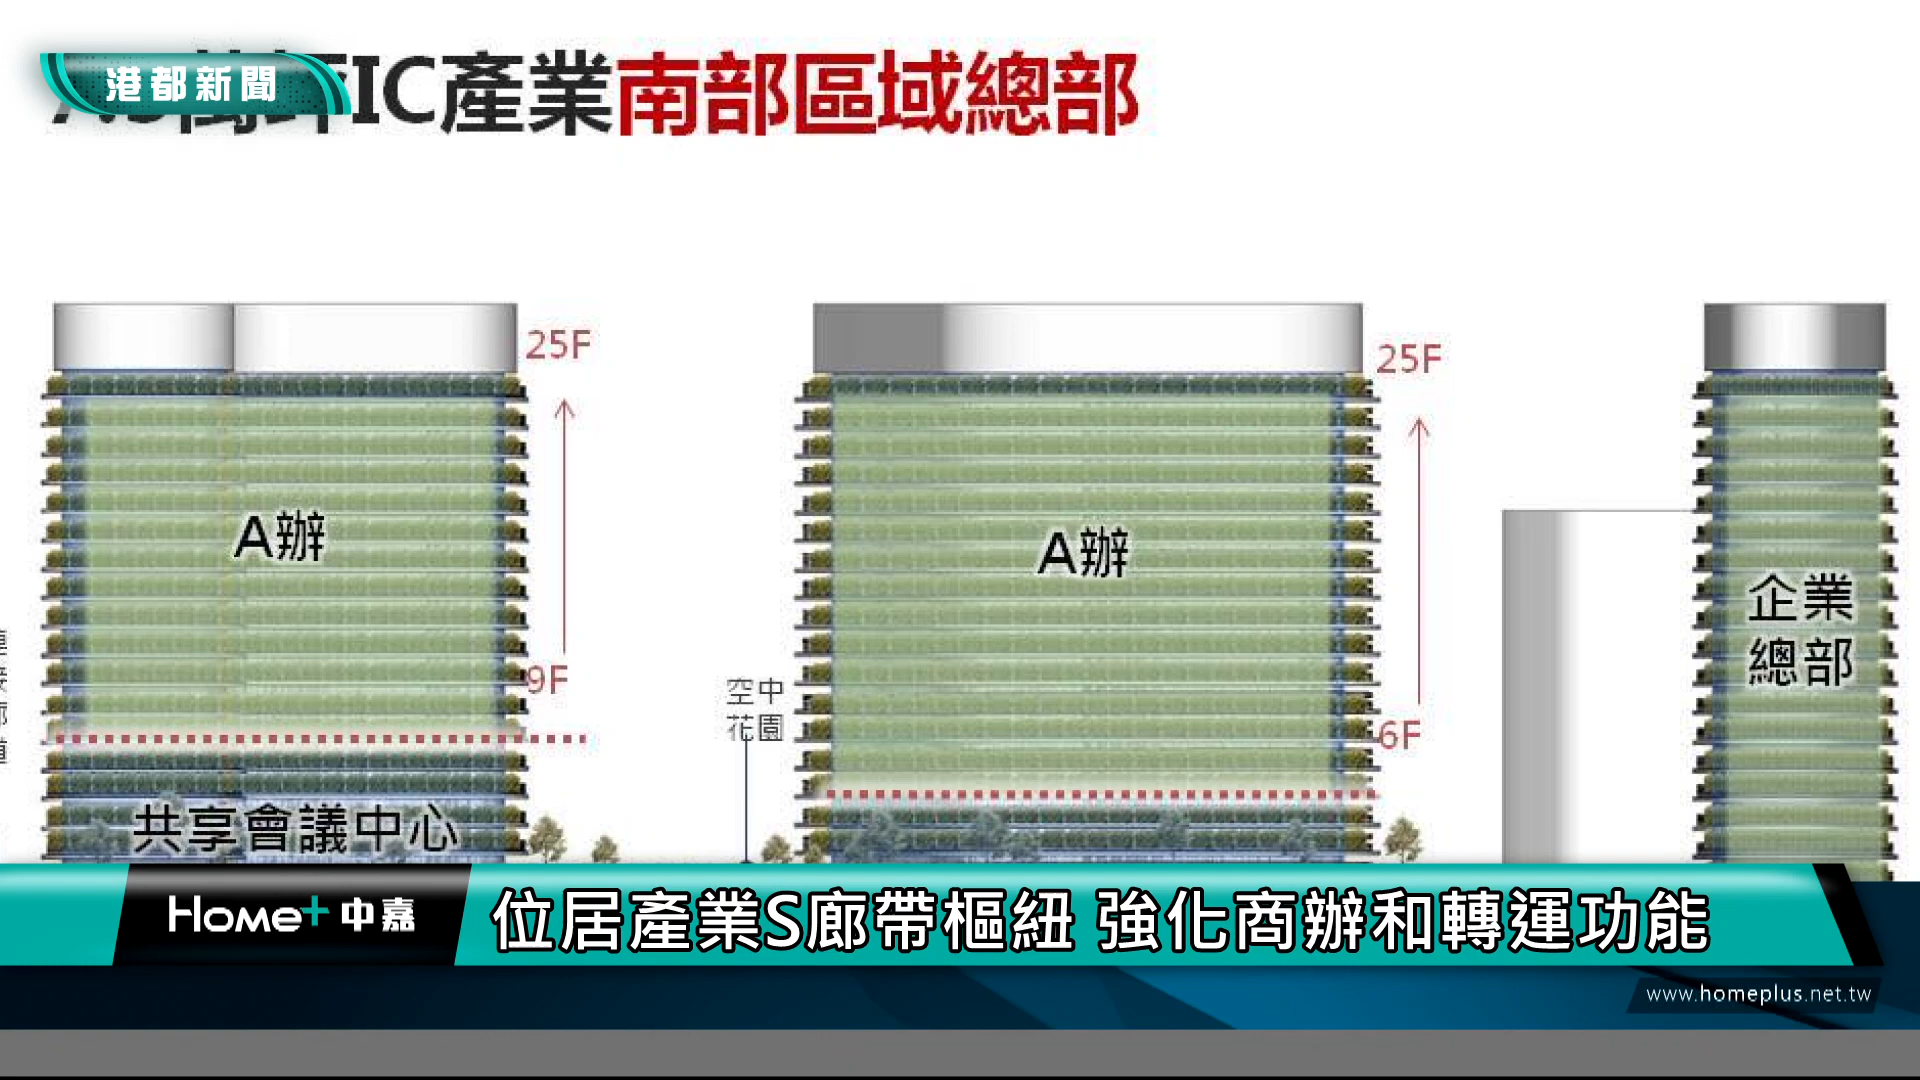 港都新聞
IC產業南部區域總部
25F
25F
A辦
A辦
企業
總部
9F
空中
花園
6F
共享會議中心
Home+ 中嘉
位居產業S廊帶樞紐 強化商辦和轉運功能
www.homeplus.net.tw